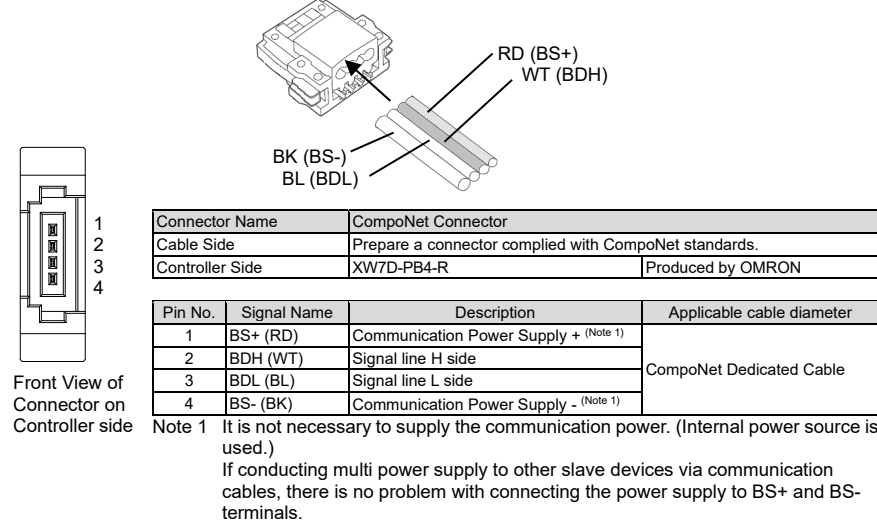 RD (BS+)
WT (BDH)
BK (BS-)
BL (BDL)
1
2
3
4
Front View of
Connector on
Controller side
Connector Name CompoNet Connector
Cable Side Prepare a connector complied with CompoNet standards.
Controller Side XW7D-PB4-R Produced by OMRON
Pin No. Signal Name Description Applicable cable diameter
1 BS+ (RD) Communication Power Supply + (Note 1)
2 BDH (WT) Signal line H side
CompoNet Dedicated Cable
3 BDL (BL) Signal line L side
4 BS- (BK) Communication Power Supply - (Note 1)
Note 1 It is not necessary to supply the communication power. (Internal power source is
used.)
If conducting multi power supply to other slave devices via communication
cables, there is no problem with connecting the power supply to BS+ and BS-
terminals.